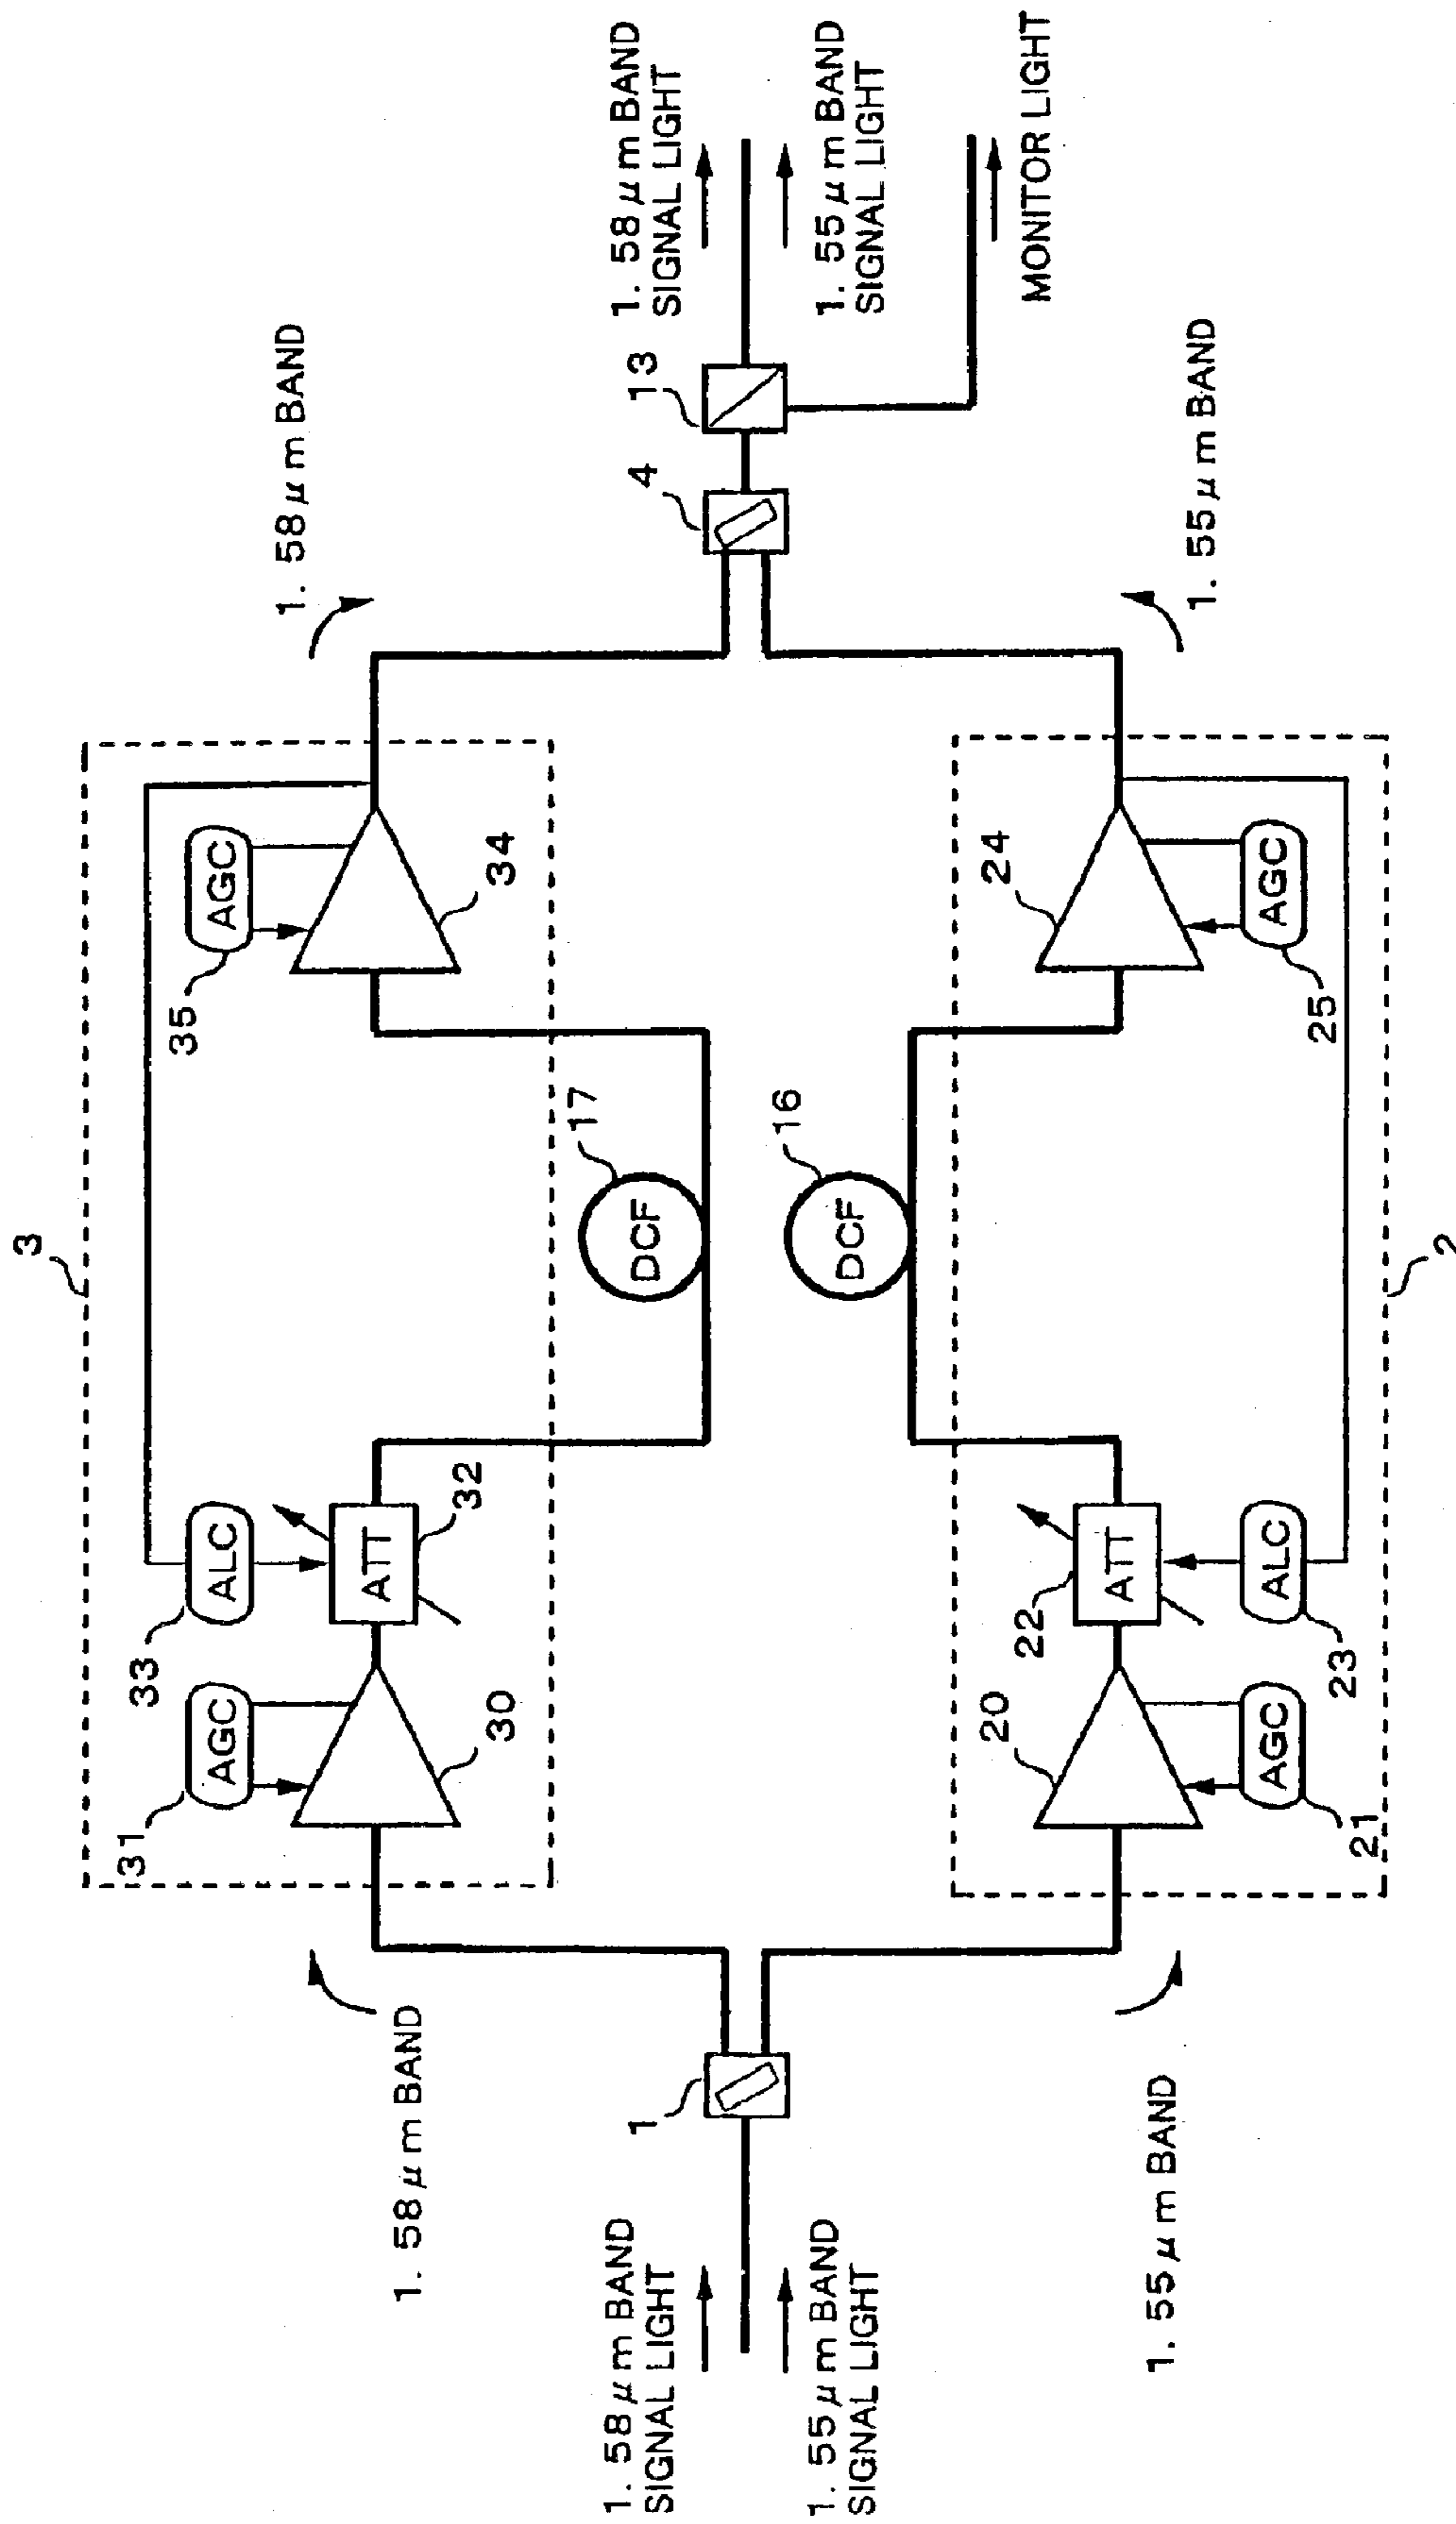 3
1. 58μm BAND
35
AGC
34
33
ALC
ATT
32
31
AGC
30
1. 58μm BAND
17
DCF
1. 58μm BAND
SIGNAL LIGHT
1
4
13
1. 58μm BAND
SIGNAL LIGHT
1. 55μm BAND
SIGNAL LIGHT
1. 55μm BAND
SIGNAL LIGHT
MONITOR LIGHT
16
DCF
20
AGC
21
22
ATT
ALC
23
24
AGC
25
1. 55μm BAND
1. 55μm BAND
2